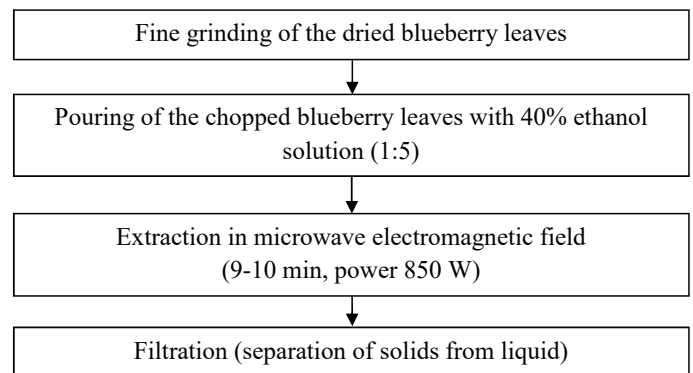 Fine grinding of the dried blueberry leaves
Pouring of the chopped blueberry leaves with 40% ethanol
solution (1:5)
Extraction in microwave electromagnetic field
(9-10 min, power 850 W)
Filtration (separation of solids from liquid)